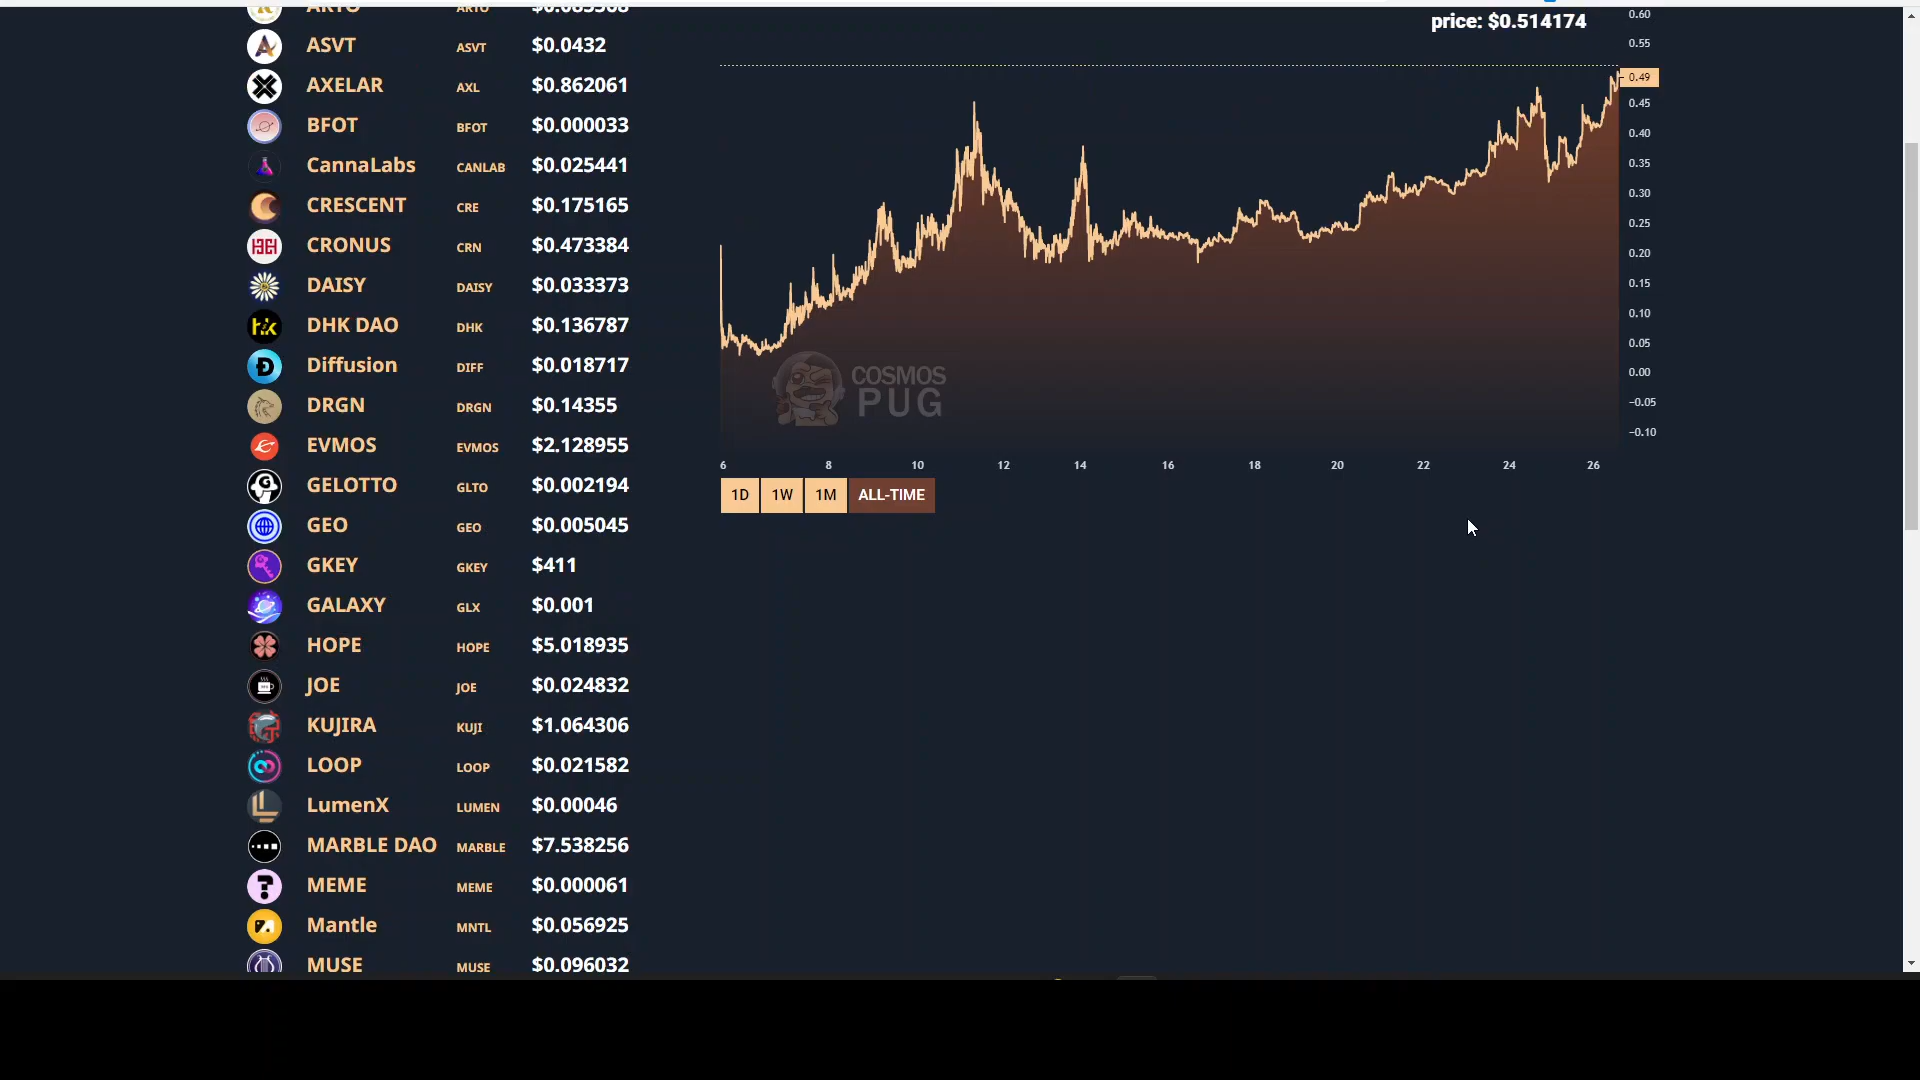 ARTO ARTO $0.085568
ASVT ASVT $0.0432
AXELAR AXL $0.862061
BFOT BFOT $0.000033
CannaLabs CANLAB $0.025441
CRESCENT CRE $0.175165
CRONUS CRN $0.473384
DAISY DAISY $0.033373
DHK DAO DHK $0.136787
Diffusion DIFF $0.018717
DRGN DRGN $0.14355
EVMOS EVMOS $2.128955
GELOTTO GLTO $0.002194
GEO GEO $0.005045
GKEY GKEY $411
GALAXY GLX $0.001
HOPE HOPE $5.018935
JOE JOE $0.024832
KUJIRA KUJI $1.064306
LOOP LOOP $0.021582
LumenX LUMEN $0.00046
MARBLE DAO MARBLE $7.538256
MEME MEME $0.000061
Mantle MNTL $0.056925
MUSE MUSE $0.096032
price: $0.514174
0.60
0.55
0.49
0.45
0.40
0.35
0.30
0.25
0.20
0.15
0.10
0.05
0.00
−0.05
−0.10
COSMOS
PUG
6 8 10 12 14 16 18 20 22 24 26
1D 1W 1M ALL-TIME